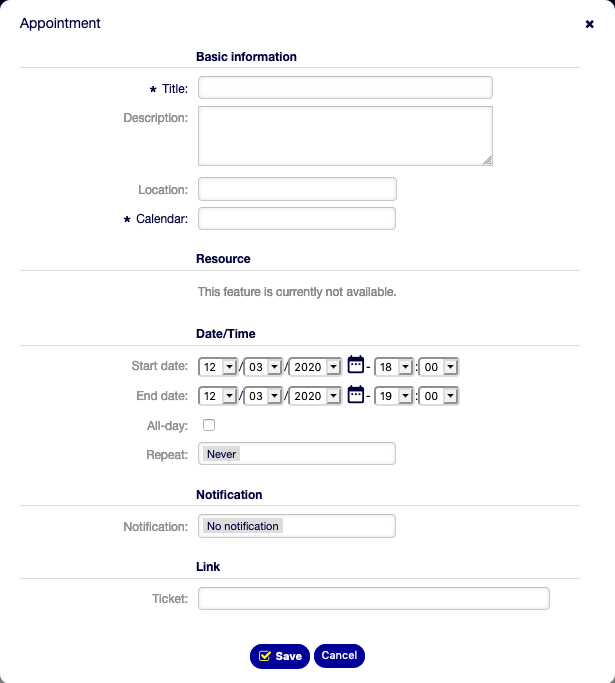 Appointment ✖
Basic information
* Title:
Description:
Location:
* Calendar:
Resource
This feature is currently not available.
Date/Time
Start date: 12 / 03 / 2020 - 18 : 00
End date: 12 / 03 / 2020 - 19 : 00
All-day:
Repeat: Never
Notification
Notification: No notification
Link
Ticket:
Save Cancel